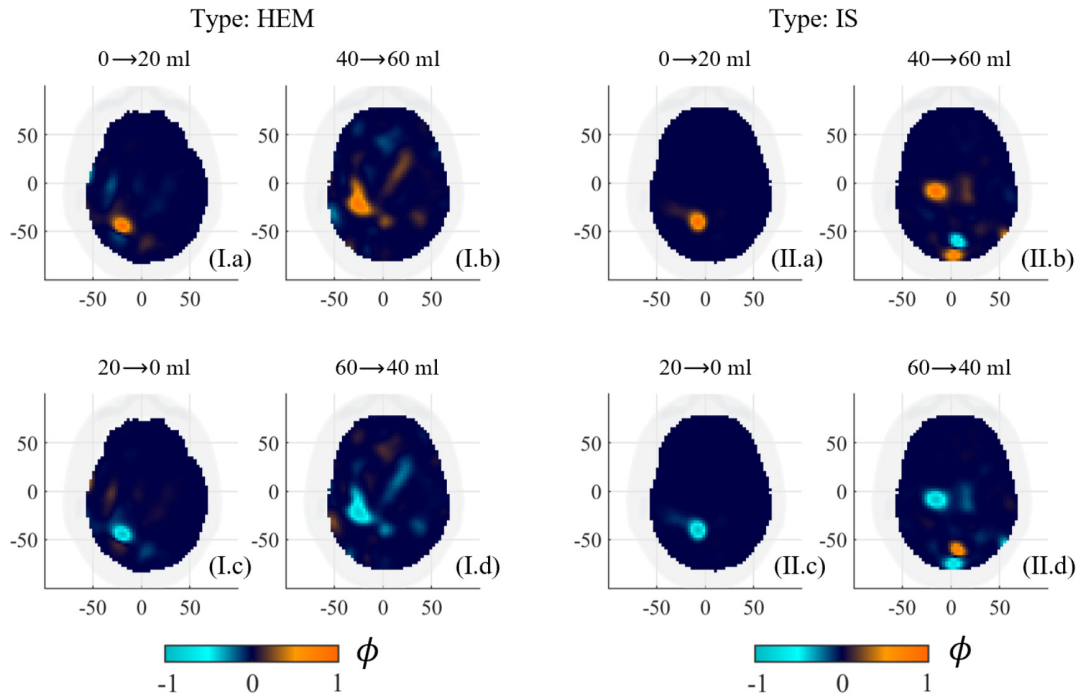 Type: HEM
Type: IS
0→20 ml
40→60 ml
0→20 ml
40→60 ml
50
0
-50
50
0
-50
50
0
-50
50
0
-50
(I.a)
(I.b)
(II.a)
(II.b)
-50 0 50
-50 0 50
-50 0 50
-50 0 50
20→0 ml
60→40 ml
20→0 ml
60→40 ml
50
0
-50
50
0
-50
50
0
-50
50
0
-50
(I.c)
(I.d)
(II.c)
(II.d)
-50 0 50
-50 0 50
-50 0 50
-50 0 50
ϕ
-1 0 1
ϕ
-1 0 1